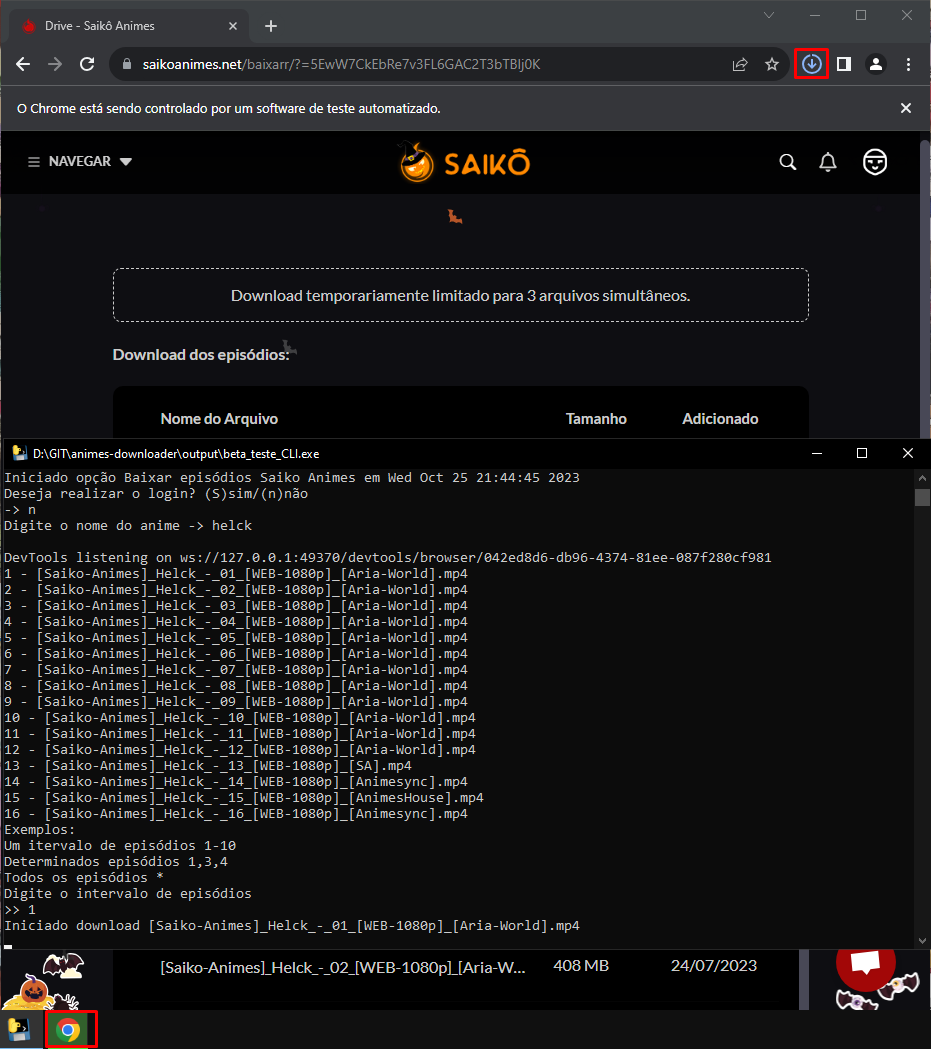 Drive - Saikô Animes
saikoanimes.net/baixarr/?=5EwW7CkEbRe7v3FL6GAC2T3bTBIj0K
O Chrome está sendo controlado por um software de teste automatizado.
NAVEGAR
SAIKÔ
Download temporariamente limitado para 3 arquivos simultâneos.
Download dos episódios:
Nome do Arquivo Tamanho Adicionado
D:\GIT\animes-downloader\output\beta_teste_CLI.exe
Iniciado opção Baixar episódios Saiko Animes em Wed Oct 25 21:44:45 2023
Deseja realizar o login? (S)sim/(n)não
-> n
Digite o nome do anime -> helck
DevTools listening on ws://127.0.0.1:49370/devtools/browser/042ed8d6-db96-4374-81ee-087f280cf981
1 - [Saiko-Animes]_Helck_-_01_[WEB-1080p]_[Aria-World].mp4
2 - [Saiko-Animes]_Helck_-_02_[WEB-1080p]_[Aria-World].mp4
3 - [Saiko-Animes]_Helck_-_03_[WEB-1080p]_[Aria-World].mp4
4 - [Saiko-Animes]_Helck_-_04_[WEB-1080p]_[Aria-World].mp4
5 - [Saiko-Animes]_Helck_-_05_[WEB-1080p]_[Aria-World].mp4
6 - [Saiko-Animes]_Helck_-_06_[WEB-1080p]_[Aria-World].mp4
7 - [Saiko-Animes]_Helck_-_07_[WEB-1080p]_[Aria-World].mp4
8 - [Saiko-Animes]_Helck_-_08_[WEB-1080p]_[Aria-World].mp4
9 - [Saiko-Animes]_Helck_-_09_[WEB-1080p]_[Aria-World].mp4
10 - [Saiko-Animes]_Helck_-_10_[WEB-1080p]_[Aria-World].mp4
11 - [Saiko-Animes]_Helck_-_11_[WEB-1080p]_[Aria-World].mp4
12 - [Saiko-Animes]_Helck_-_12_[WEB-1080p]_[Aria-World].mp4
13 - [Saiko-Animes]_Helck_-_13_[WEB-1080p]_[SA].mp4
14 - [Saiko-Animes]_Helck_-_14_[WEB-1080p]_[Animesync].mp4
15 - [Saiko-Animes]_Helck_-_15_[WEB-1080p]_[AnimesHouse].mp4
16 - [Saiko-Animes]_Helck_-_16_[WEB-1080p]_[Animesync].mp4
Exemplos:
Um itervalo de episódios 1-10
Determinados episódios 1,3,4
Todos os episódios *
Digite o intervalo de episódios
>> 1
Iniciado download [Saiko-Animes]_Helck_-_01_[WEB-1080p]_[Aria-World].mp4
[Saiko-Animes]_Helck_-_02_[WEB-1080p]_[Aria-W... 408 MB 24/07/2023